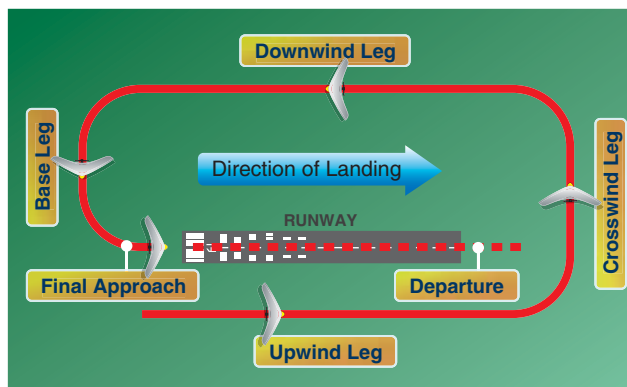 Downwind Leg
Base Leg
Direction of Landing
Crosswind Leg
RUNWAY
Final Approach
Departure
Upwind Leg